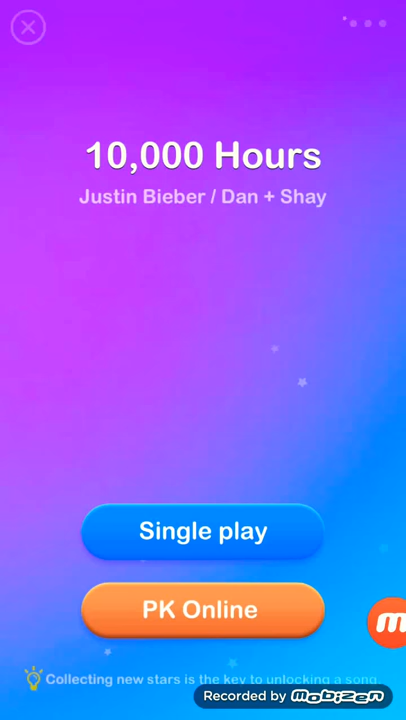 10,000 Hours
Justin Bieber / Dan + Shay
Single play
PK Online
Collecting new stars is the key to unlocking a song.
Recorded by mobizen
m